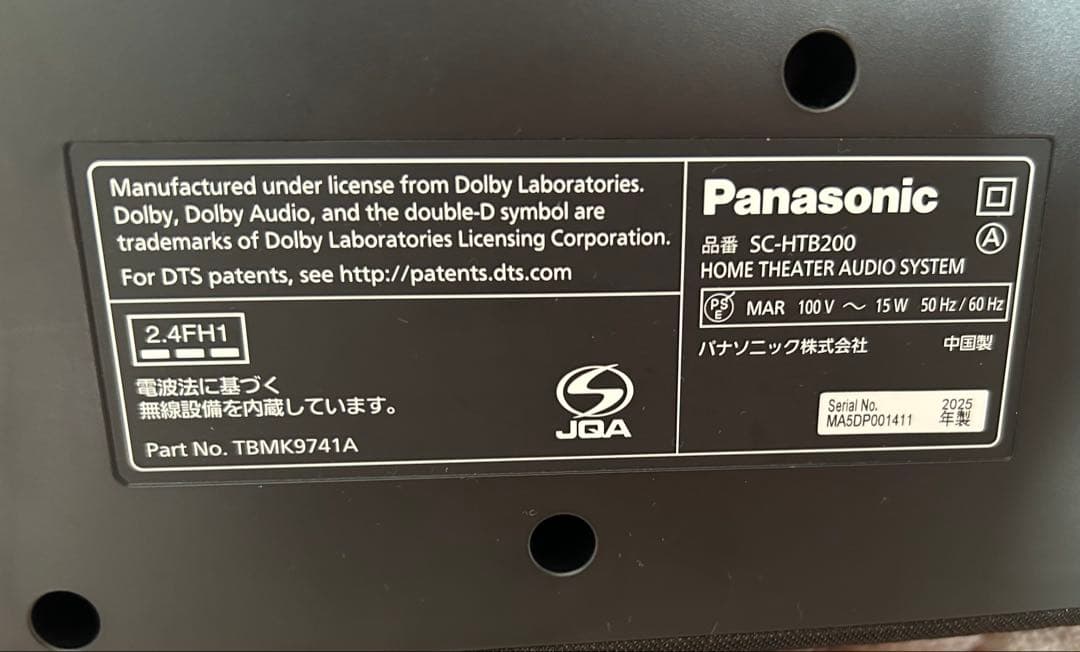 Manufactured under license from Dolby Laboratories.
Dolby, Dolby Audio, and the double-D symbol are
trademarks of Dolby Laboratories Licensing Corporation.
For DTS patents, see http://patents.dts.com
2.4FH1
電波法に基づく
無線設備を内蔵しています。
Part No. TBMK9741A
JQA
Panasonic
品番 SC-HTB200
A
HOME THEATER AUDIO SYSTEM
PSE MAR 100 V ～ 15 W 50 Hz / 60 Hz
パナソニック株式会社 中国製
Serial No. 2025
MA5DP001411 年製